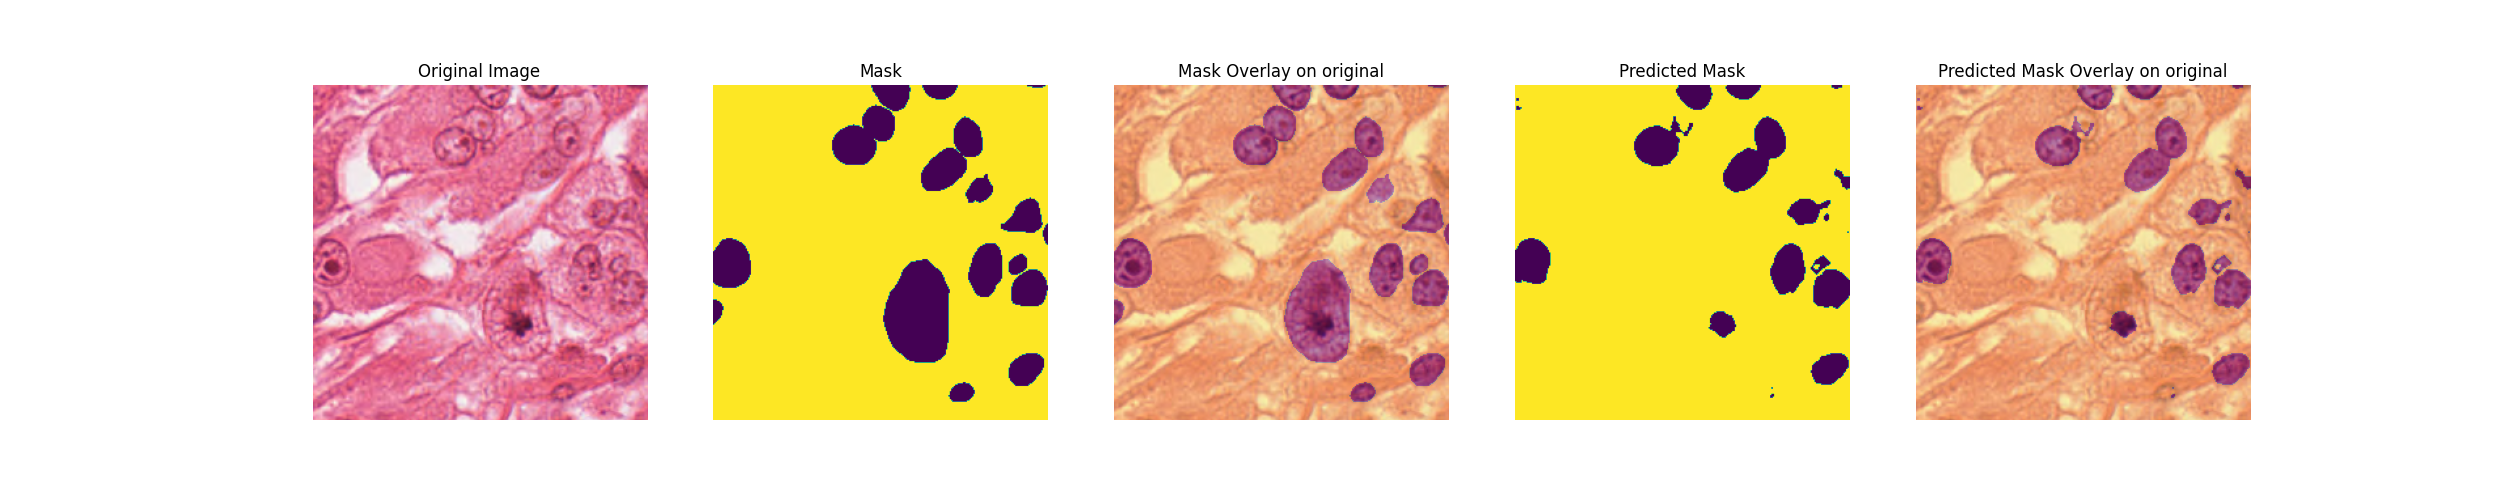 Original Image
Mask
Mask Overlay on original
Predicted Mask
Predicted Mask Overlay on original